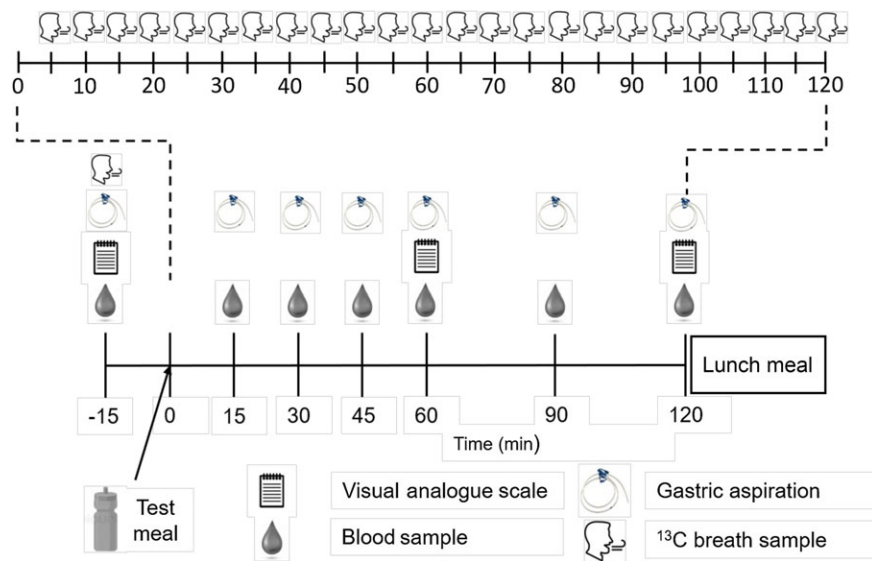 0 10 20 30 40 50 60 70 80 90 100 110 120
-15 0 15 30 45 60 90 120
Lunch meal
Time (min)
Test
meal
Visual analogue scale
Gastric aspiration
Blood sample
¹³C breath sample